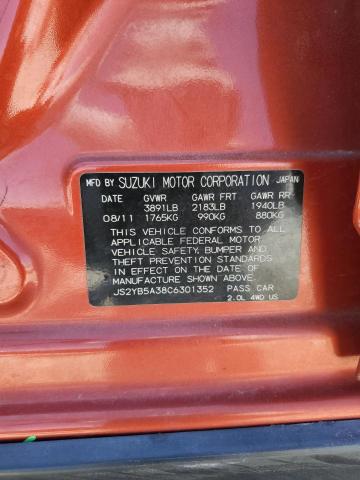 MFD BY SUZUKI MOTOR CORPORATION JAPAN
DATE GVWR GAWR FRT GAWR RR
3891LB 2183LB 1940LB
08/11 1765KG 990KG 880KG
THIS VEHICLE CONFORMS TO ALL
APPLICABLE FEDERAL MOTOR
VEHICLE SAFETY, BUMPER AND
THEFT PREVENTION STANDARDS
IN EFFECT ON THE DATE OF
MANUFACTURE SHOWN ABOVE.
JS2YB5A38C6301352 PASS CAR
2.0L 4WD US